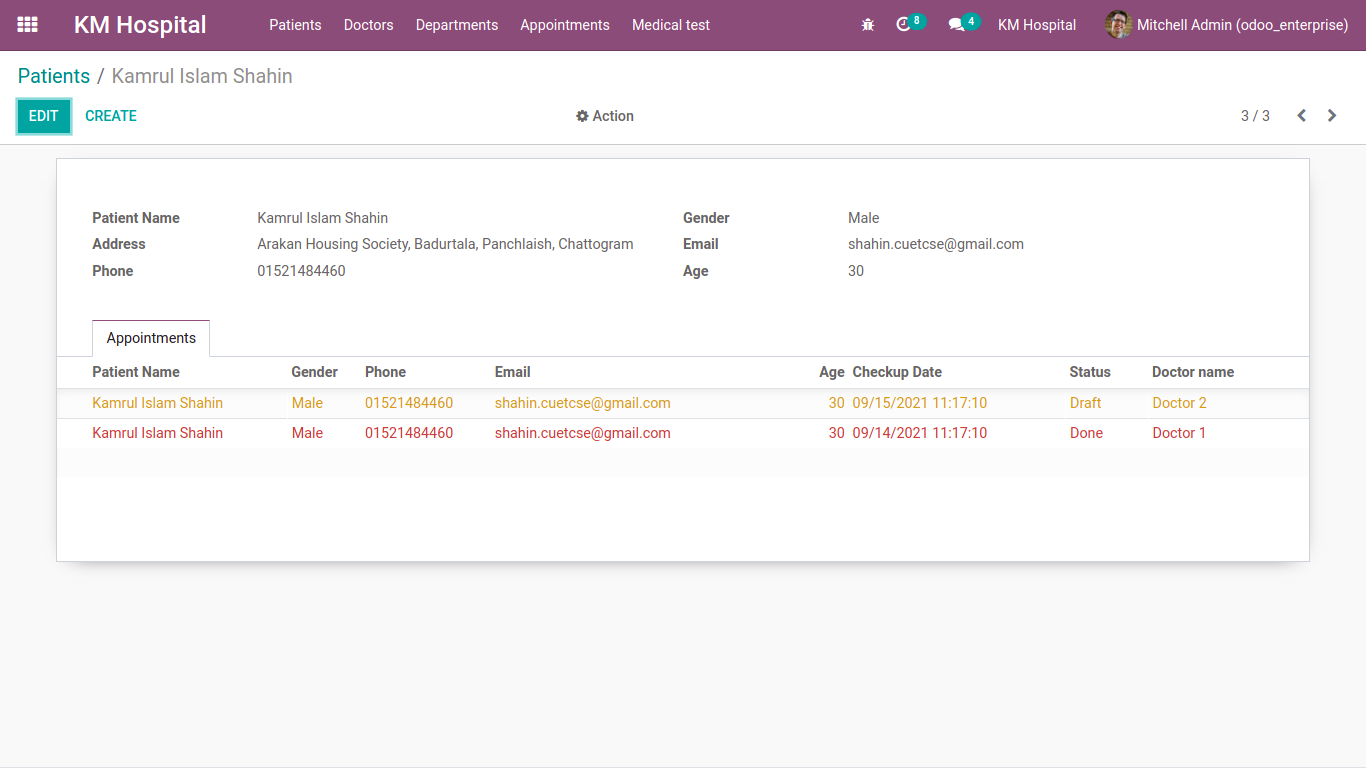 KM Hospital Patients Doctors Departments Appointments Medical test 8 4 KM Hospital Mitchell Admin (odoo_enterprise)
Patients / Kamrul Islam Shahin
EDIT CREATE Action 3 / 3
Patient Name Kamrul Islam Shahin Gender Male
Address Arakan Housing Society, Badurtala, Panchlaish, Chattogram Email shahin.cuetcse@gmail.com
Phone 01521484460 Age 30
Appointments
Patient Name Gender Phone Email Age Checkup Date Status Doctor name
Kamrul Islam Shahin Male 01521484460 shahin.cuetcse@gmail.com 30 09/15/2021 11:17:10 Draft Doctor 2
Kamrul Islam Shahin Male 01521484460 shahin.cuetcse@gmail.com 30 09/14/2021 11:17:10 Done Doctor 1